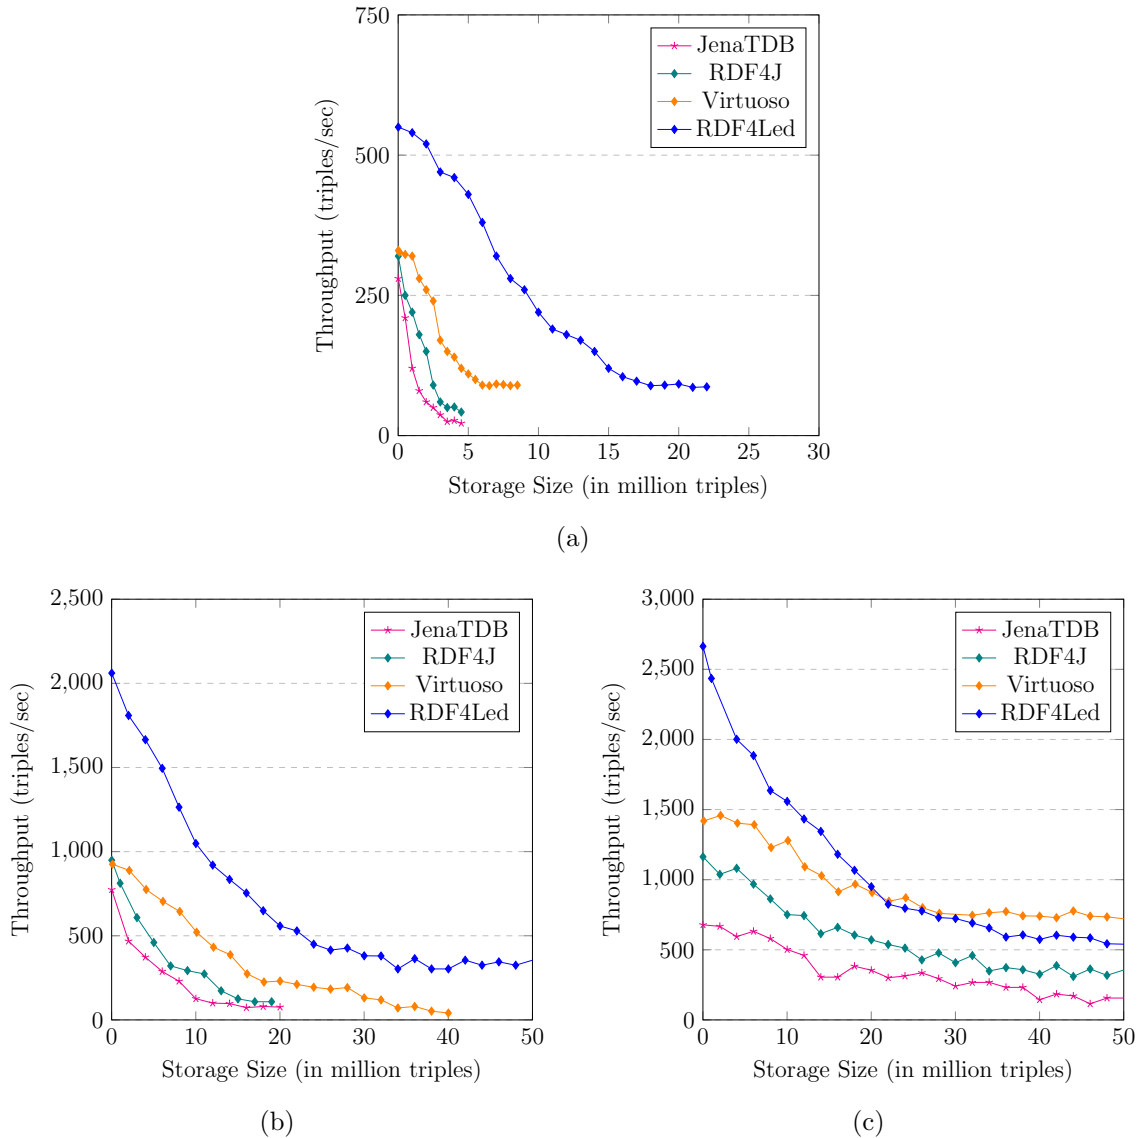 750
500
250
0
Throughput (triples/sec)
JenaTDB
RDF4J
Virtuoso
RDF4Led
0 5 10 15 20 25 30
Storage Size (in million triples)
(a)
2,500
2,000
1,500
1,000
500
0
Throughput (triples/sec)
JenaTDB
RDF4J
Virtuoso
RDF4Led
0 10 20 30 40 50
Storage Size (in million triples)
(b)
3,000
2,500
2,000
1,500
1,000
500
0
Throughput (triples/sec)
JenaTDB
RDF4J
Virtuoso
RDF4Led
0 10 20 30 40 50
Storage Size (in million triples)
(c)